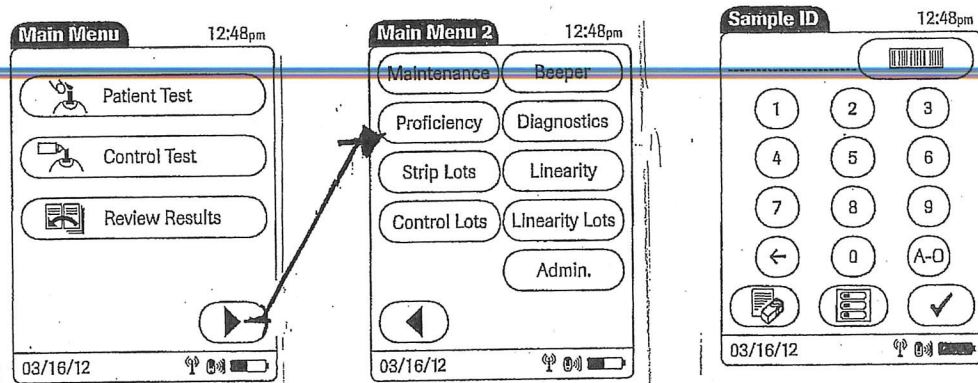 Main Menu 12:48pm
Patient Test
Control Test
Review Results
03/16/12
Main Menu 2 12:48pm
Maintenance Beeper
Proficiency Diagnostics
Strip Lots Linearity
Control Lots Linearity Lots
Admin.
03/16/12
Sample ID 12:48pm
1 2 3
4 5 6
7 8 9
← 0 A-O
03/16/12